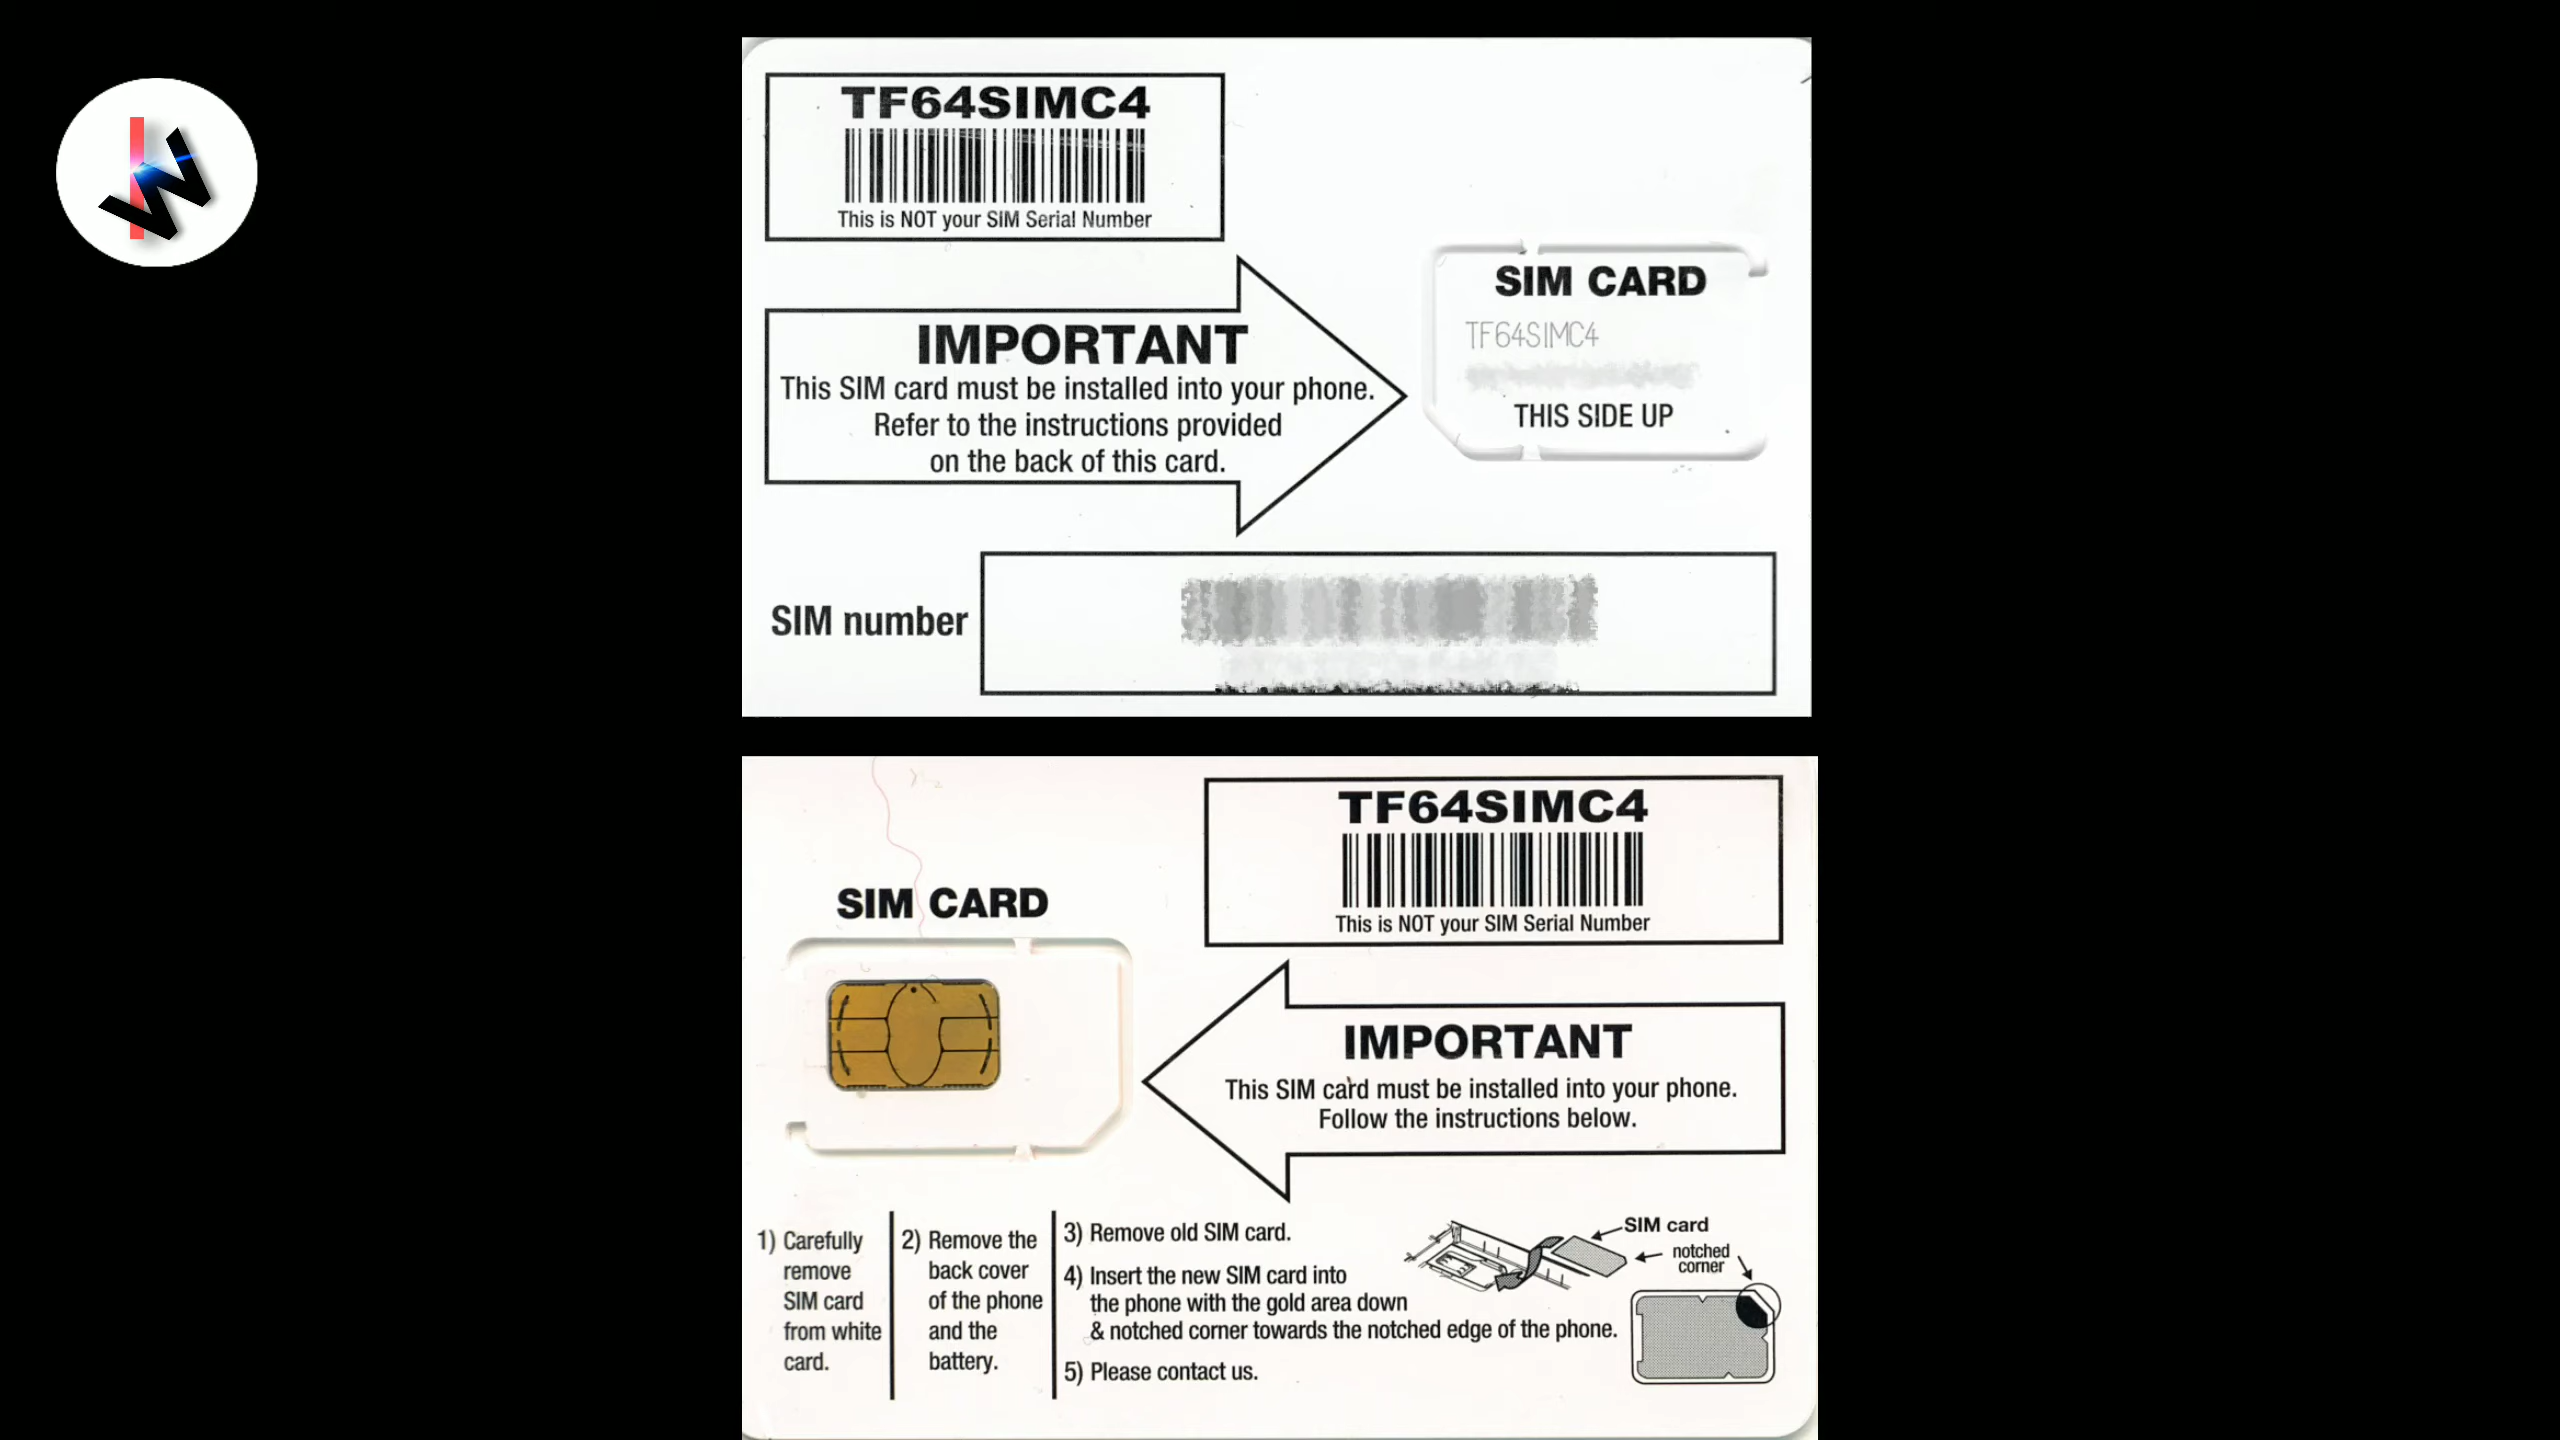 TF64SIMC4
This is NOT your SIM Serial Number
IMPORTANT
This SIM card must be installed into your phone.
Refer to the instructions provided
on the back of this card.
SIM CARD
TF64SIMC4
THIS SIDE UP
SIM number
TF64SIMC4
This is NOT your SIM Serial Number
SIM CARD
IMPORTANT
This SIM card must be installed into your phone.
Follow the instructions below.
1) Carefully
remove
SIM card
from white
card.
2) Remove the
back cover
of the phone
and the
battery.
3) Remove old SIM card.
4) Insert the new SIM card into
the phone with the gold area down
& notched corner towards the notched edge of the phone.
5) Please contact us.
SIM card
notched
corner